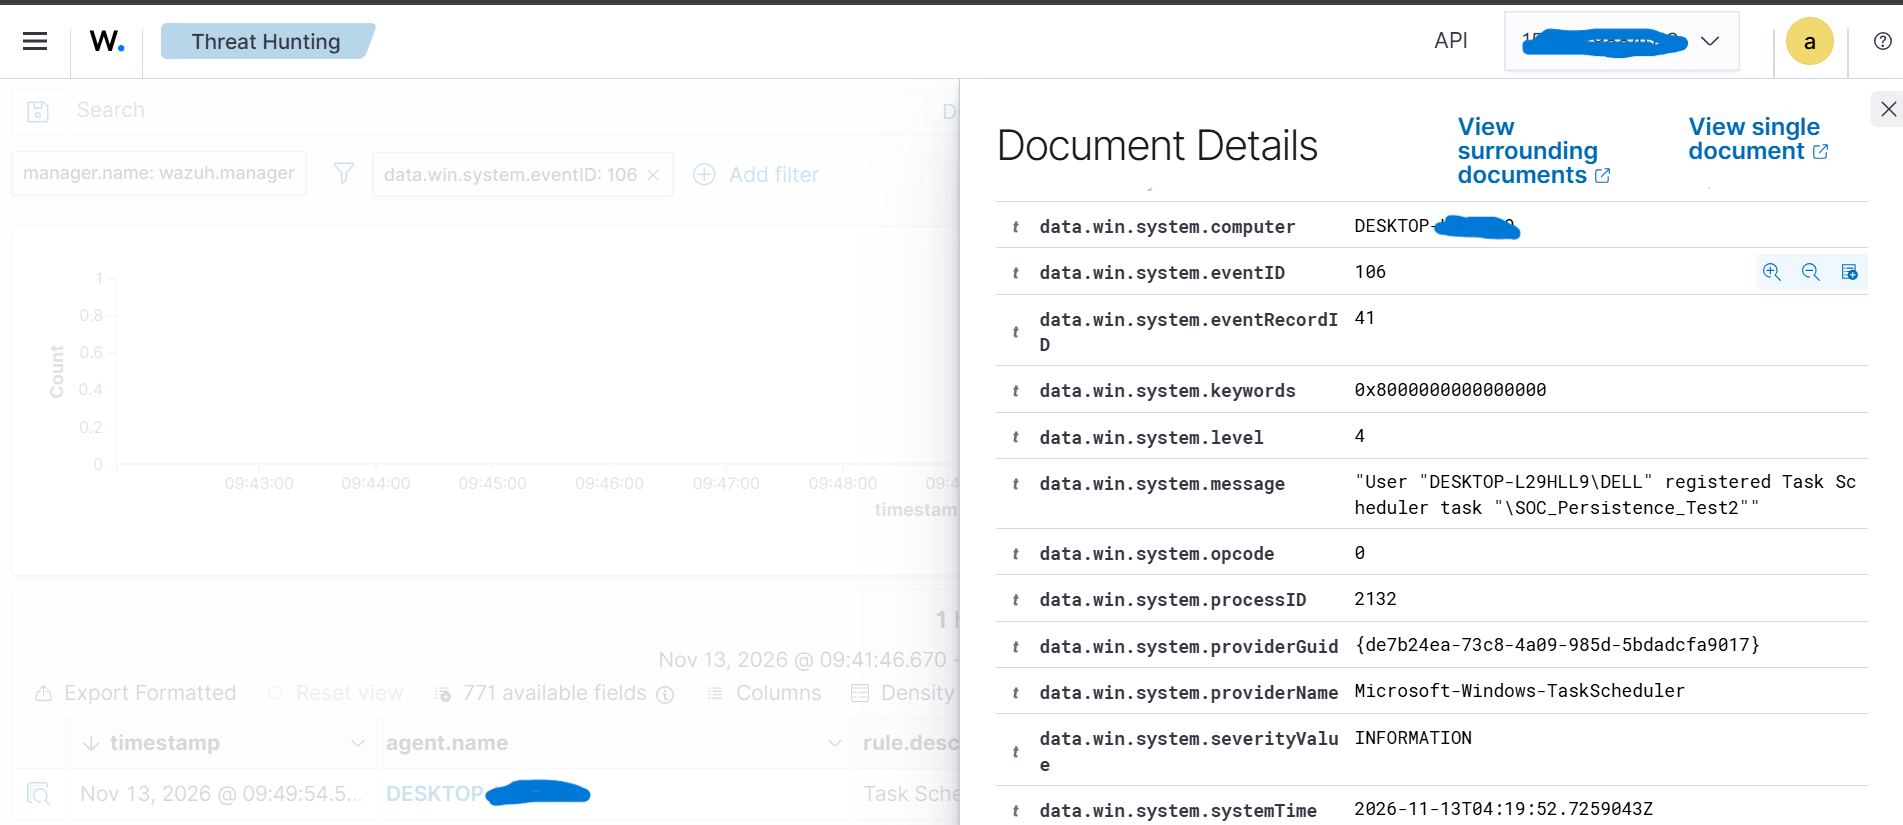 W.
Threat Hunting
API
a
Search
manager.name: wazuh.manager
data.win.system.eventID: 106
Add filter
1
0.8
0.6
0.4
0.2
0
Count
09:43:00
09:44:00
09:45:00
09:46:00
09:47:00
09:48:00
09:4
timestam
1
Nov 13, 2026 @ 09:41:46.670 -
Export Formatted
Reset view
771 available fields
Columns
Density
timestamp
agent.name
rule.desc
Nov 13, 2026 @ 09:49:54.5...
DESKTOP
Task Sche
Document Details
View surrounding documents
View single document
t data.win.system.computer DESKTOP-
t data.win.system.eventID 106
t data.win.system.eventRecordI 41
D
t data.win.system.keywords 0x8000000000000000
t data.win.system.level 4
t data.win.system.message "User "DESKTOP-L29HLL9\DELL" registered Task Sc
heduler task "\SOC_Persistence_Test2""
t data.win.system.opcode 0
t data.win.system.processID 2132
t data.win.system.providerGuid {de7b24ea-73c8-4a09-985d-5bdadcfa9017}
t data.win.system.providerName Microsoft-Windows-TaskScheduler
t data.win.system.severityValu INFORMATION
e
t data.win.system.systemTime 2026-11-13T04:19:52.7259043Z